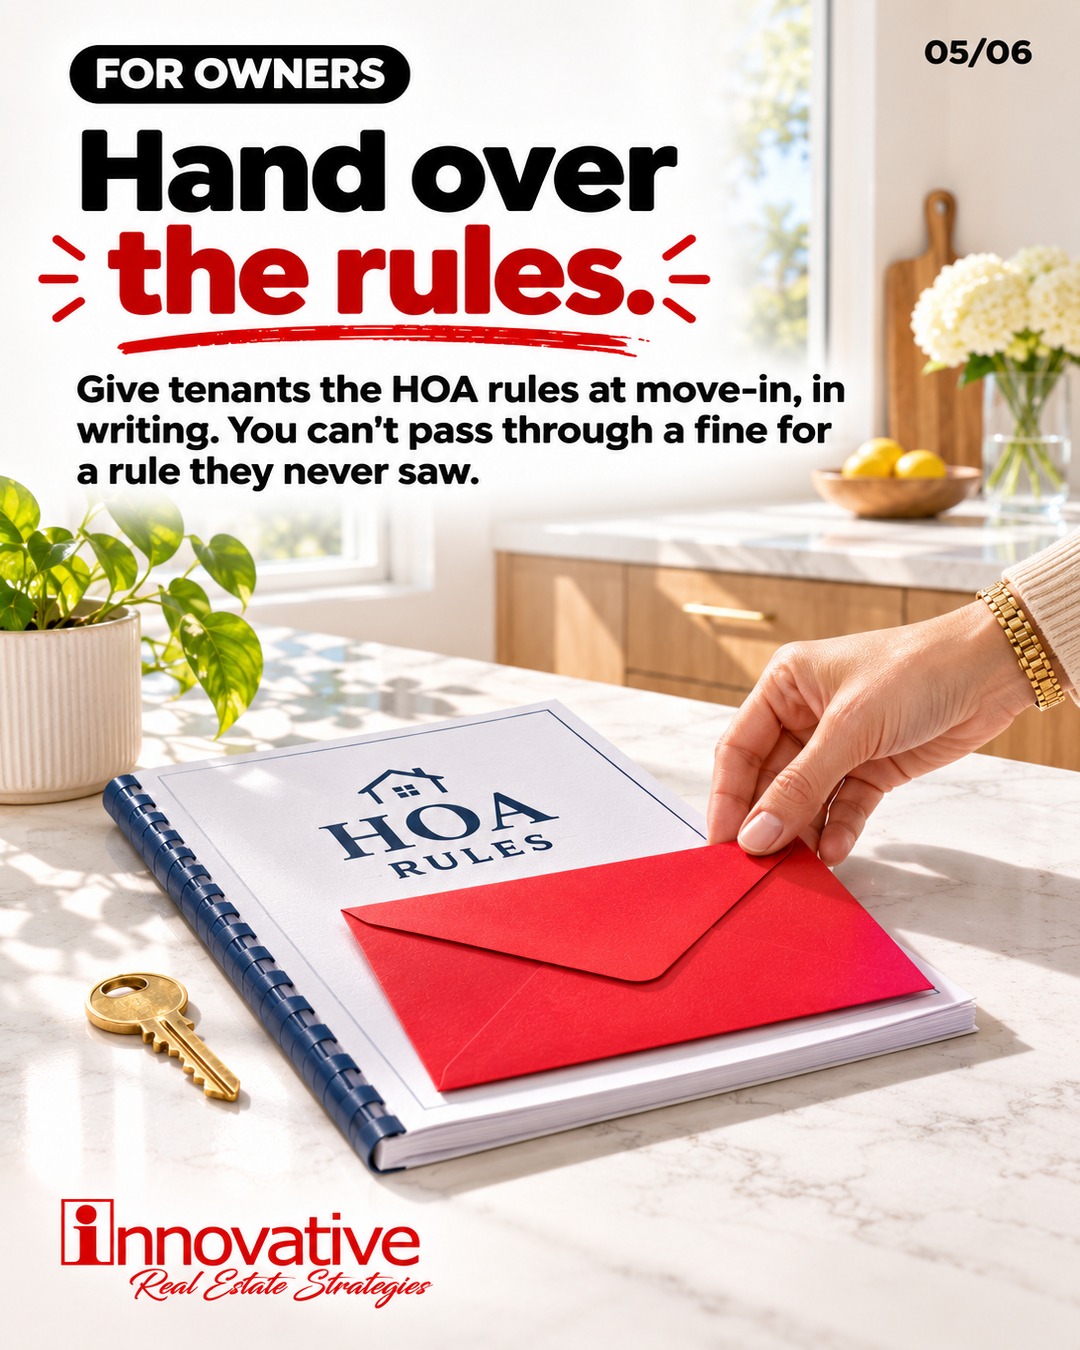 FOR OWNERS
05/06
Hand over
the rules.
Give tenants the HOA rules at move-in, in
writing. You can't pass through a fine for
a rule they never saw.
HOA
RULES
innovative
Real Estate Strategies